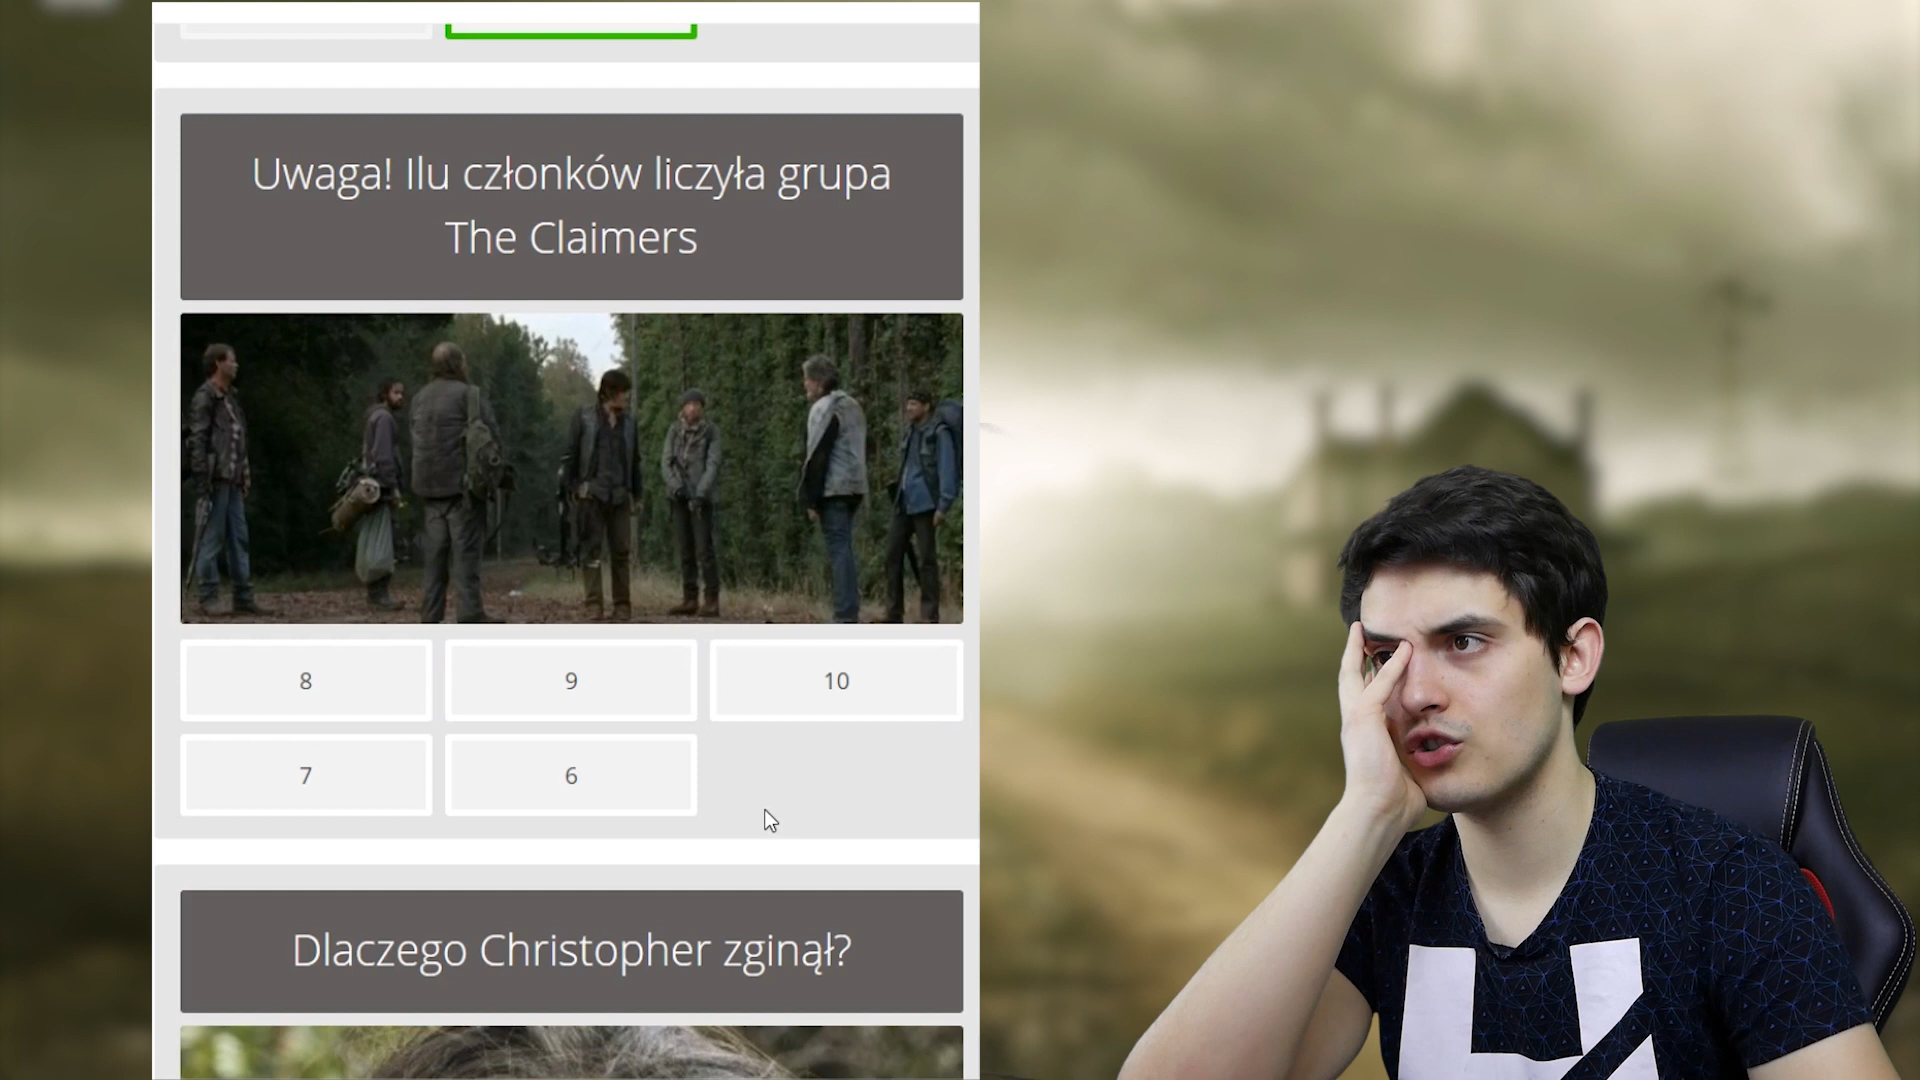 Uwaga! Ilu członków liczyła grupa
The Claimers
8
9
10
7
6
Dlaczego Christopher zginął?